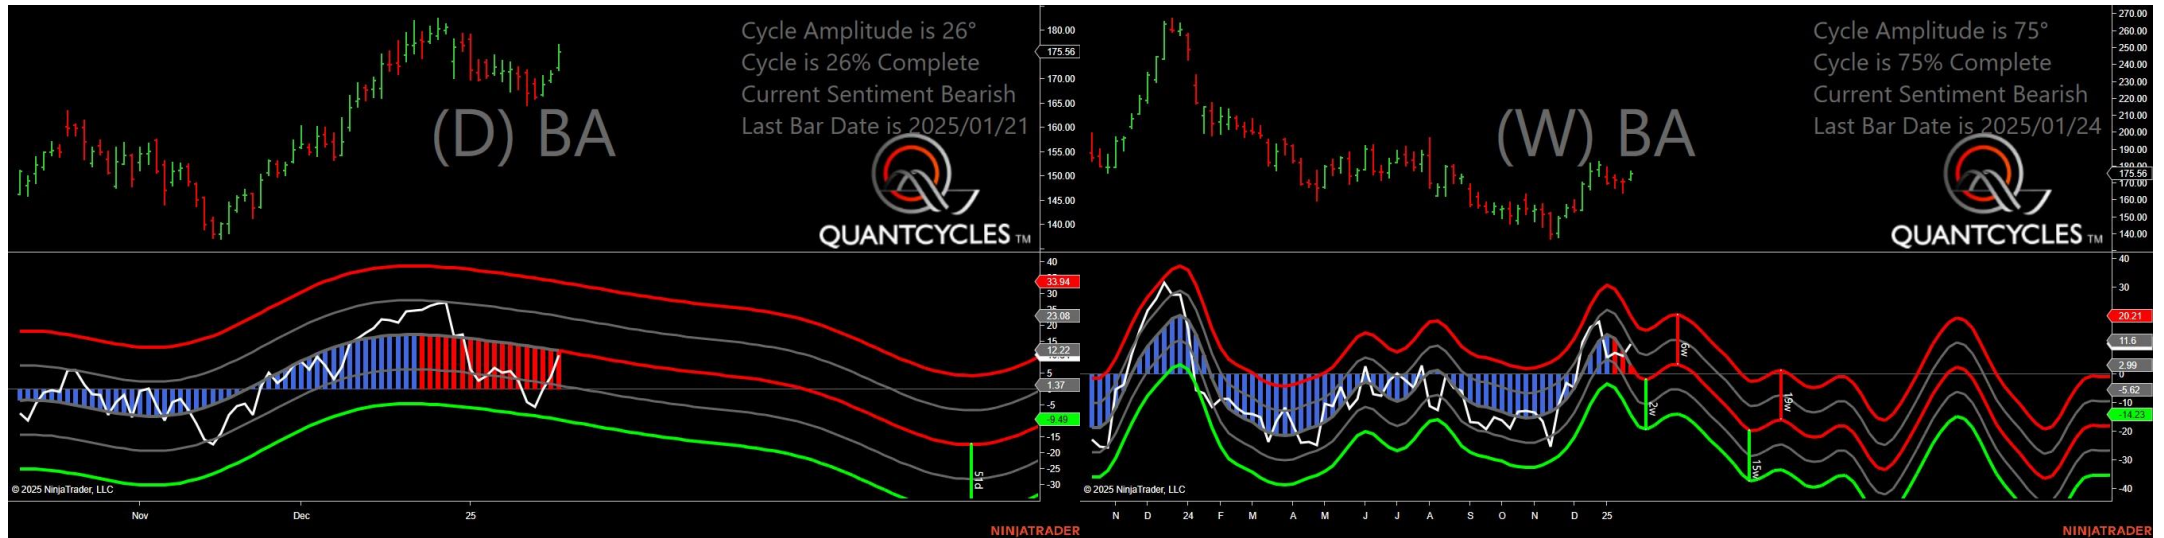 Cycle Amplitude is 26°
Cycle is 26% Complete
Current Sentiment Bearish
Last Bar Date is 2025/01/21
(D) BA
QUANTCYCLES TM
180.00
175.56
170.00
165.00
160.00
155.00
150.00
145.00
140.00
40
33.94
30
23.08
20
15
12.22
5
1.37
-5
-9.49
-15
-20
-25
-30
51d
© 2025 NinjaTrader, LLC
Nov
Dec
25
NINJATRADER
Cycle Amplitude is 75°
Cycle is 75% Complete
Current Sentiment Bearish
Last Bar Date is 2025/01/24
(W) BA
QUANTCYCLES TM
270.00
260.00
250.00
240.00
230.00
220.00
210.00
200.00
190.00
180.00
175.56
170.00
160.00
150.00
140.00
40
30
20.21
11.6
2.99
0
-5.62
-10
-14.23
-20
-30
-40
6w
2w
15w
© 2025 NinjaTrader, LLC
N D 24 F M A M J J A S O N D 25
NINJATRADER